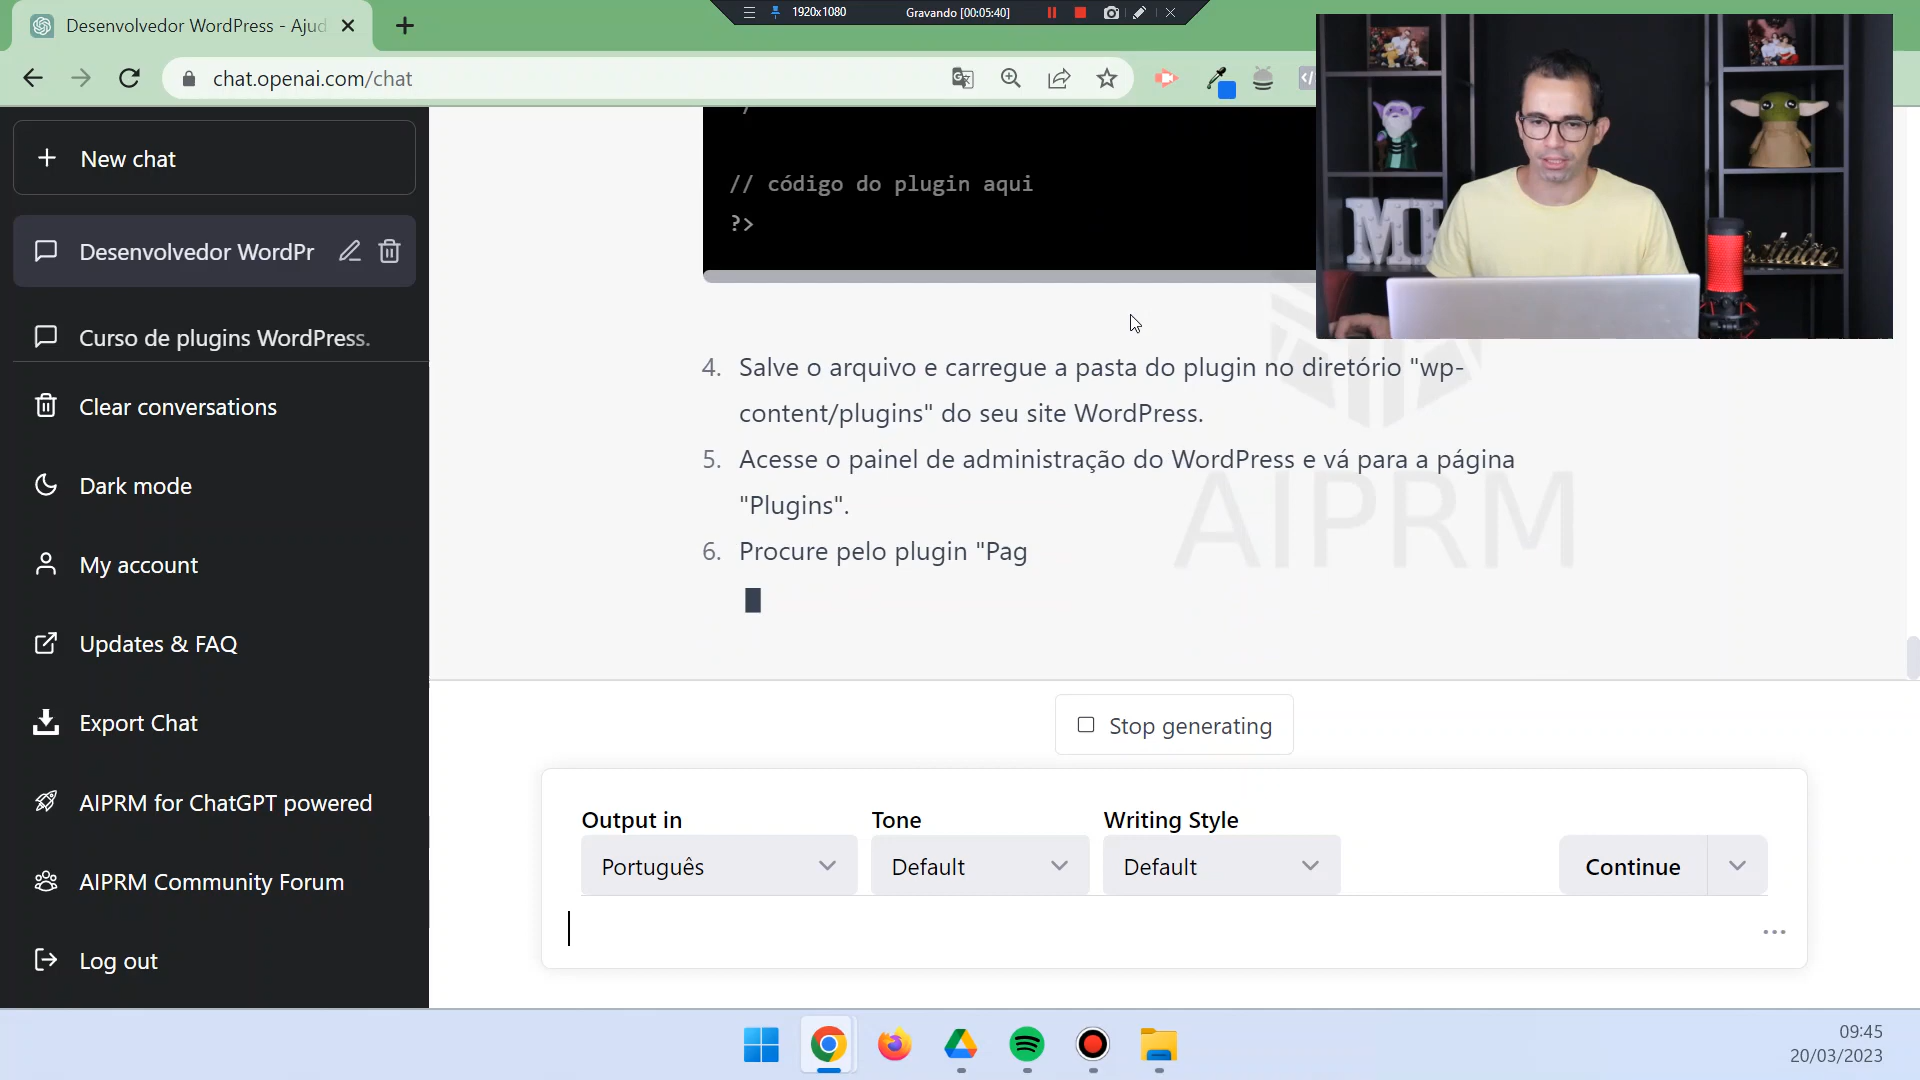 1920x1080
Gravando [00:05:40]
Desenvolvedor WordPress - Ajud
chat.openai.com/chat
New chat
Desenvolvedor WordPr
Curso de plugins WordPress.
Clear conversations
Dark mode
My account
Updates & FAQ
Export Chat
AIPRM for ChatGPT powered
AIPRM Community Forum
Log out
// código do plugin aqui
?>
4. Salve o arquivo e carregue a pasta do plugin no diretório "wp-
content/plugins" do seu site WordPress.
5. Acesse o painel de administração do WordPress e vá para a página
"Plugins".
6. Procure pelo plugin "Pag
AIPRM
Stop generating
Output in
Tone
Writing Style
Português
Default
Default
Continue
09:45
20/03/2023